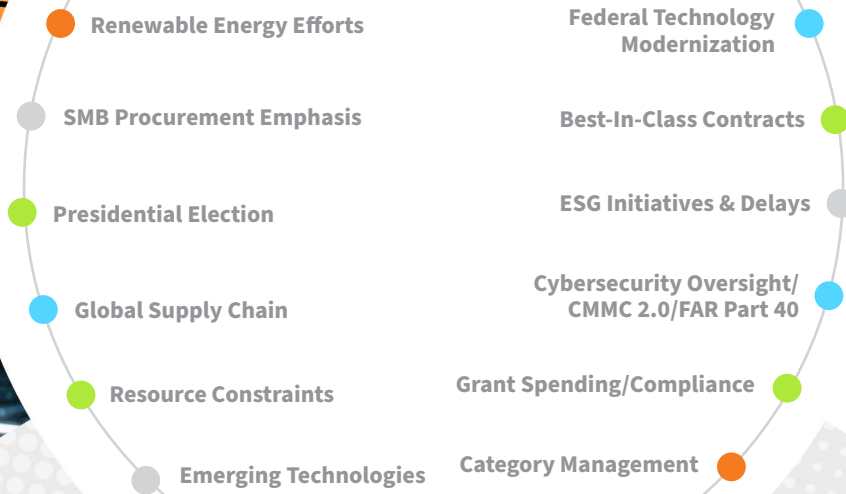 Renewable Energy Efforts
SMB Procurement Emphasis
Presidential Election
Global Supply Chain
Resource Constraints
Emerging Technologies
Federal Technology
Modernization
Best-In-Class Contracts
ESG Initiatives & Delays
Cybersecurity Oversight/
CMMC 2.0/FAR Part 40
Grant Spending/Compliance
Category Management